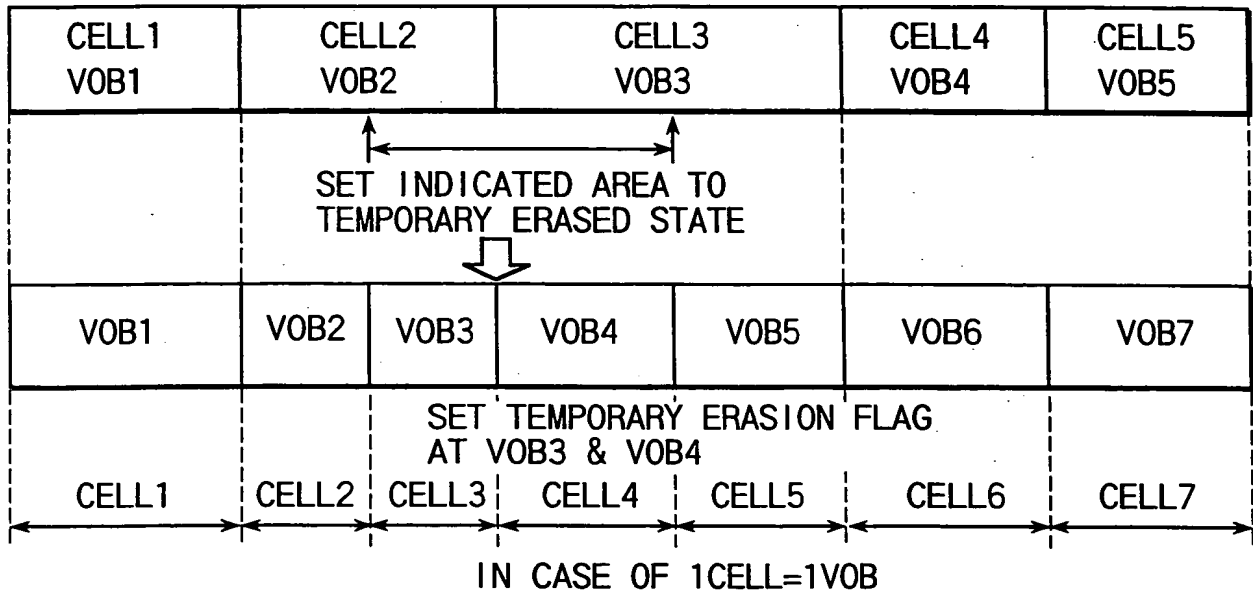 CELL1 CELL2 CELL3 CELL4 CELL5
VOB1 VOB2 VOB3 VOB4 VOB5
SET INDICATED AREA TO
TEMPORARY ERASED STATE
VOB1 VOB2 VOB3 VOB4 VOB5 VOB6 VOB7
SET TEMPORARY ERASION FLAG
AT VOB3 & VOB4
CELL1 CELL2 CELL3 CELL4 CELL5 CELL6 CELL7
IN CASE OF 1CELL=1VOB